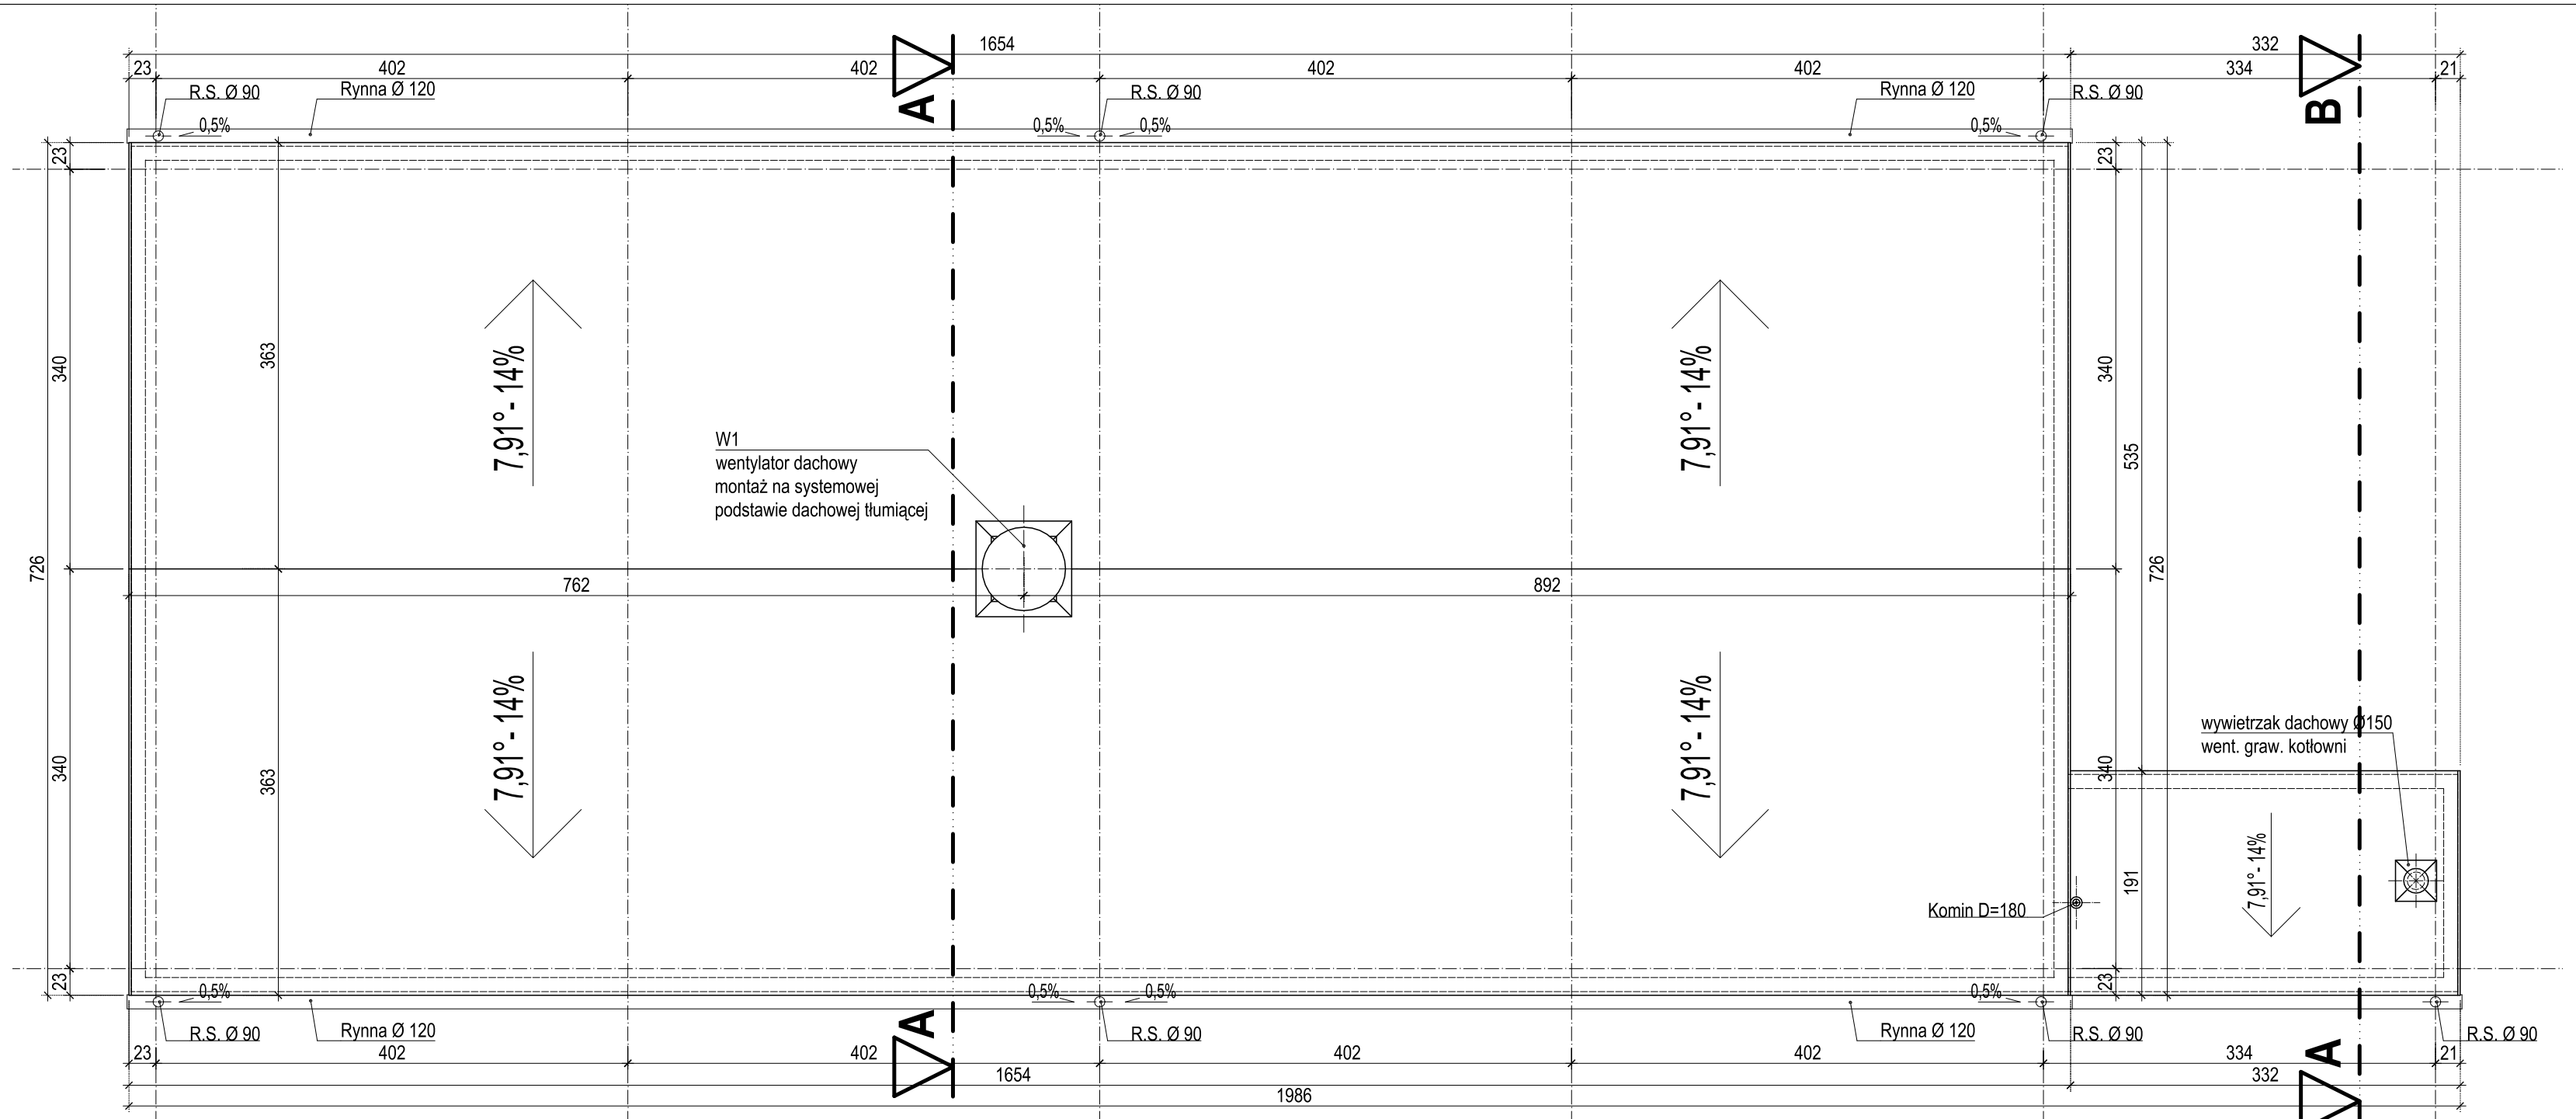 1654
332
23
402
402
402
402
334
21
R.S. Ø 90
Rynna Ø 120
A
R.S. Ø 90
Rynna Ø 120
R.S. Ø 90
B
0,5%
0,5%
0,5%
0,5%
23
23
340
363
7,91°- 14%
7,91°- 14%
340
535
W1
wentylator dachowy
montaż na systemowej
podstawie dachowej tłumiącej
726
726
762
892
340
363
7,91°- 14%
7,91°- 14%
340
wywietrzak dachowy Ø150
went. graw. kotłowni
191
7,91°- 14%
Komin D=180
23
23
0,5%
0,5%
0,5%
0,5%
R.S. Ø 90
Rynna Ø 120
A
R.S. Ø 90
Rynna Ø 120
R.S. Ø 90
A
R.S. Ø 90
23
402
402
402
402
334
21
1654
332
1986